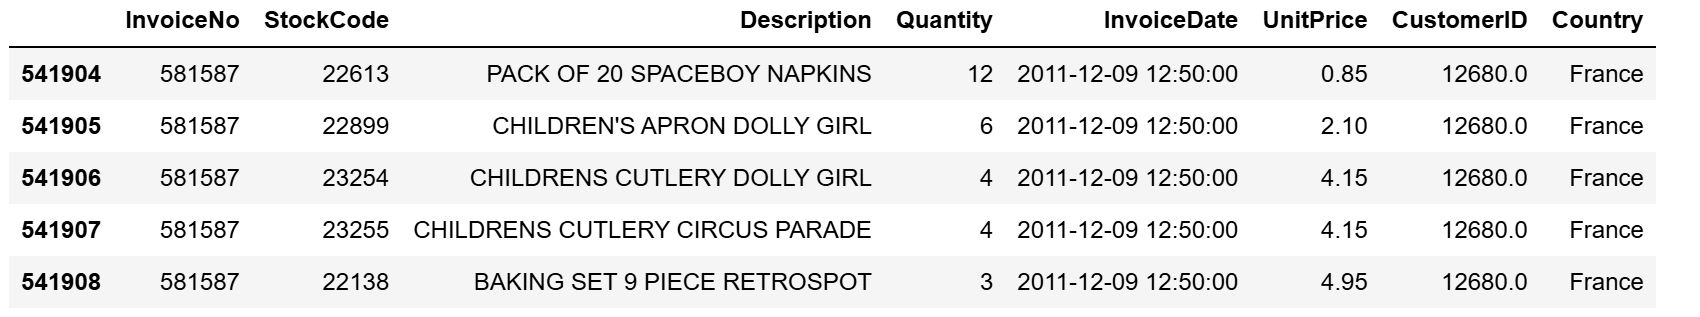 InvoiceNo StockCode Description Quantity InvoiceDate UnitPrice CustomerID Country
541904 581587 22613 PACK OF 20 SPACEBOY NAPKINS 12 2011-12-09 12:50:00 0.85 12680.0 France
541905 581587 22899 CHILDREN'S APRON DOLLY GIRL 6 2011-12-09 12:50:00 2.10 12680.0 France
541906 581587 23254 CHILDRENS CUTLERY DOLLY GIRL 4 2011-12-09 12:50:00 4.15 12680.0 France
541907 581587 23255 CHILDRENS CUTLERY CIRCUS PARADE 4 2011-12-09 12:50:00 4.15 12680.0 France
541908 581587 22138 BAKING SET 9 PIECE RETROSPOT 3 2011-12-09 12:50:00 4.95 12680.0 France